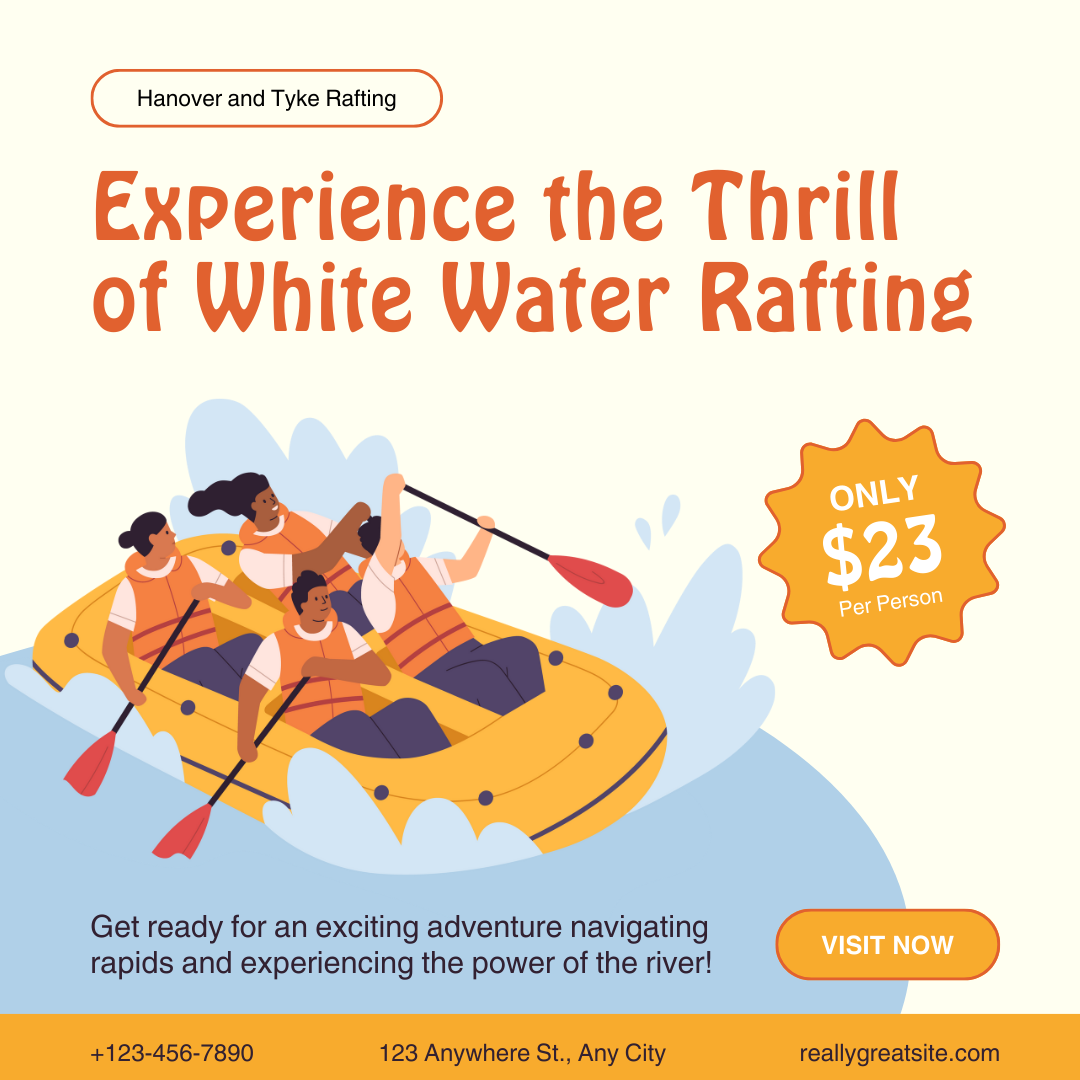 Hanover and Tyke Rafting
Experience the Thrill
of White Water Rafting
ONLY
$23
Per Person
Get ready for an exciting adventure navigating
rapids and experiencing the power of the river!
VISIT NOW
+123-456-7890
123 Anywhere St., Any City
reallygreatsite.com